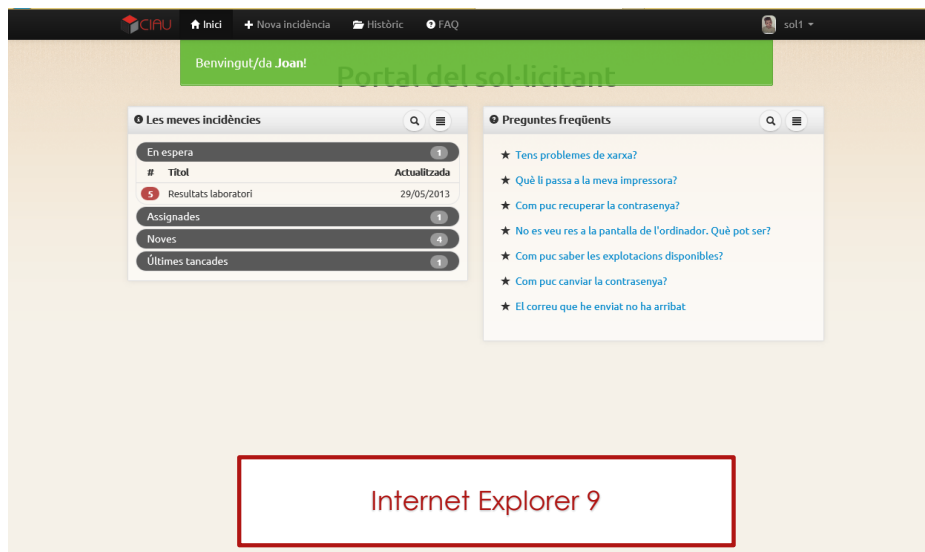 CIAU Inici Nova incidència Històric FAQ sol1
Benvingut/da Joan!
Portal del sol·licitant
Les meves incidències
En espera 1
# Títol Actualitzada
5 Resultats laboratori 29/05/2013
Assignades 1
Noves 4
Últimes tancades 1
Preguntes freqüents
Tens problemes de xarxa?
Què li passa a la meva impressora?
Com puc recuperar la contrasenya?
No es veu res a la pantalla de l'ordinador. Què pot ser?
Com puc saber les explotacions disponibles?
Com puc canviar la contrasenya?
El correu que he enviat no ha arribat
Internet Explorer 9